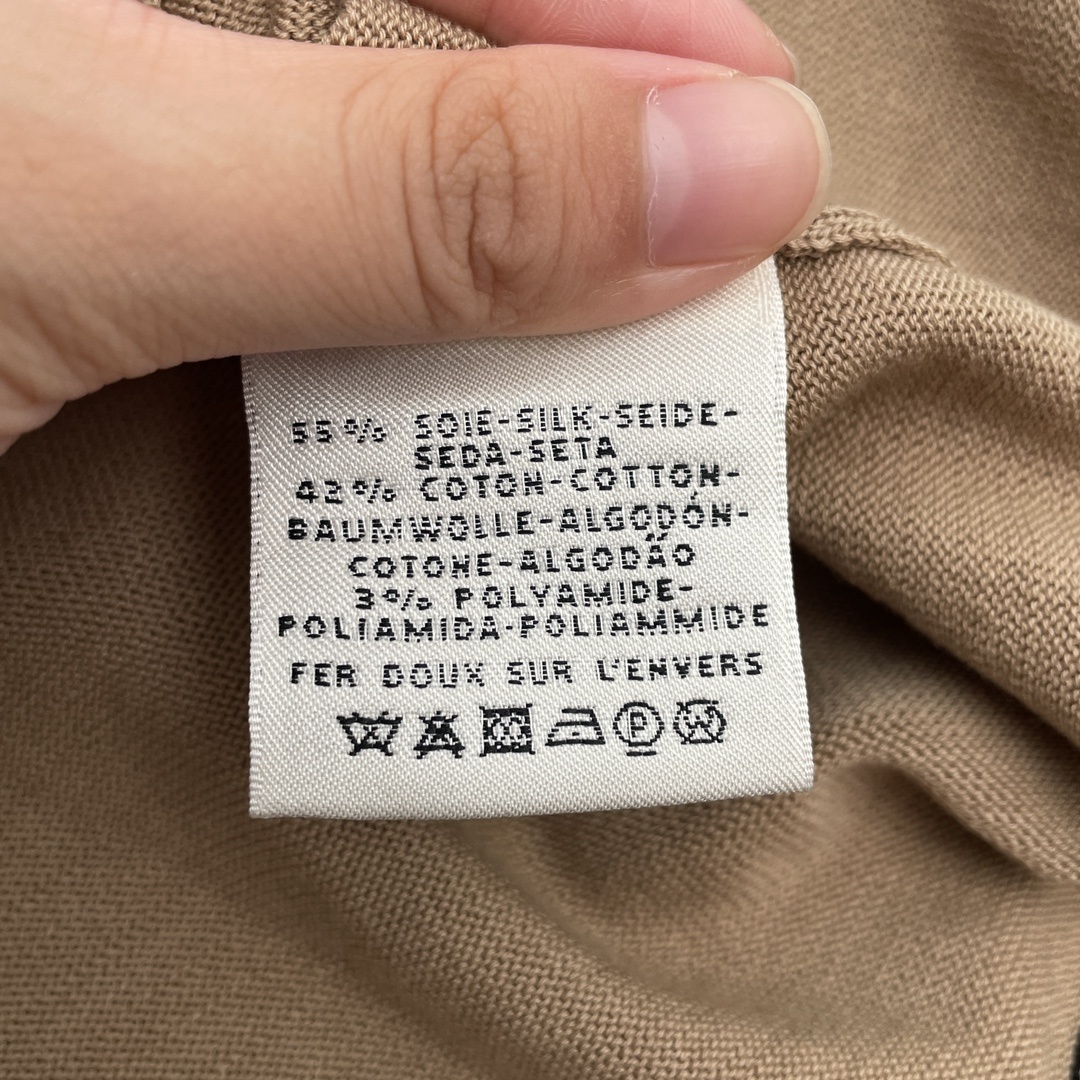 55% SOIE-SILK-SEIDE-
SEDA-SETA
42% COTON-COTTON-
BAUMWOLLE-ALGODÓN-
COTONE-ALGODÃO
3% POLYAMIDE-
POLIAMIDA-POLIAMMIDE
FER DOUX SUR L'ENVERS
P
W